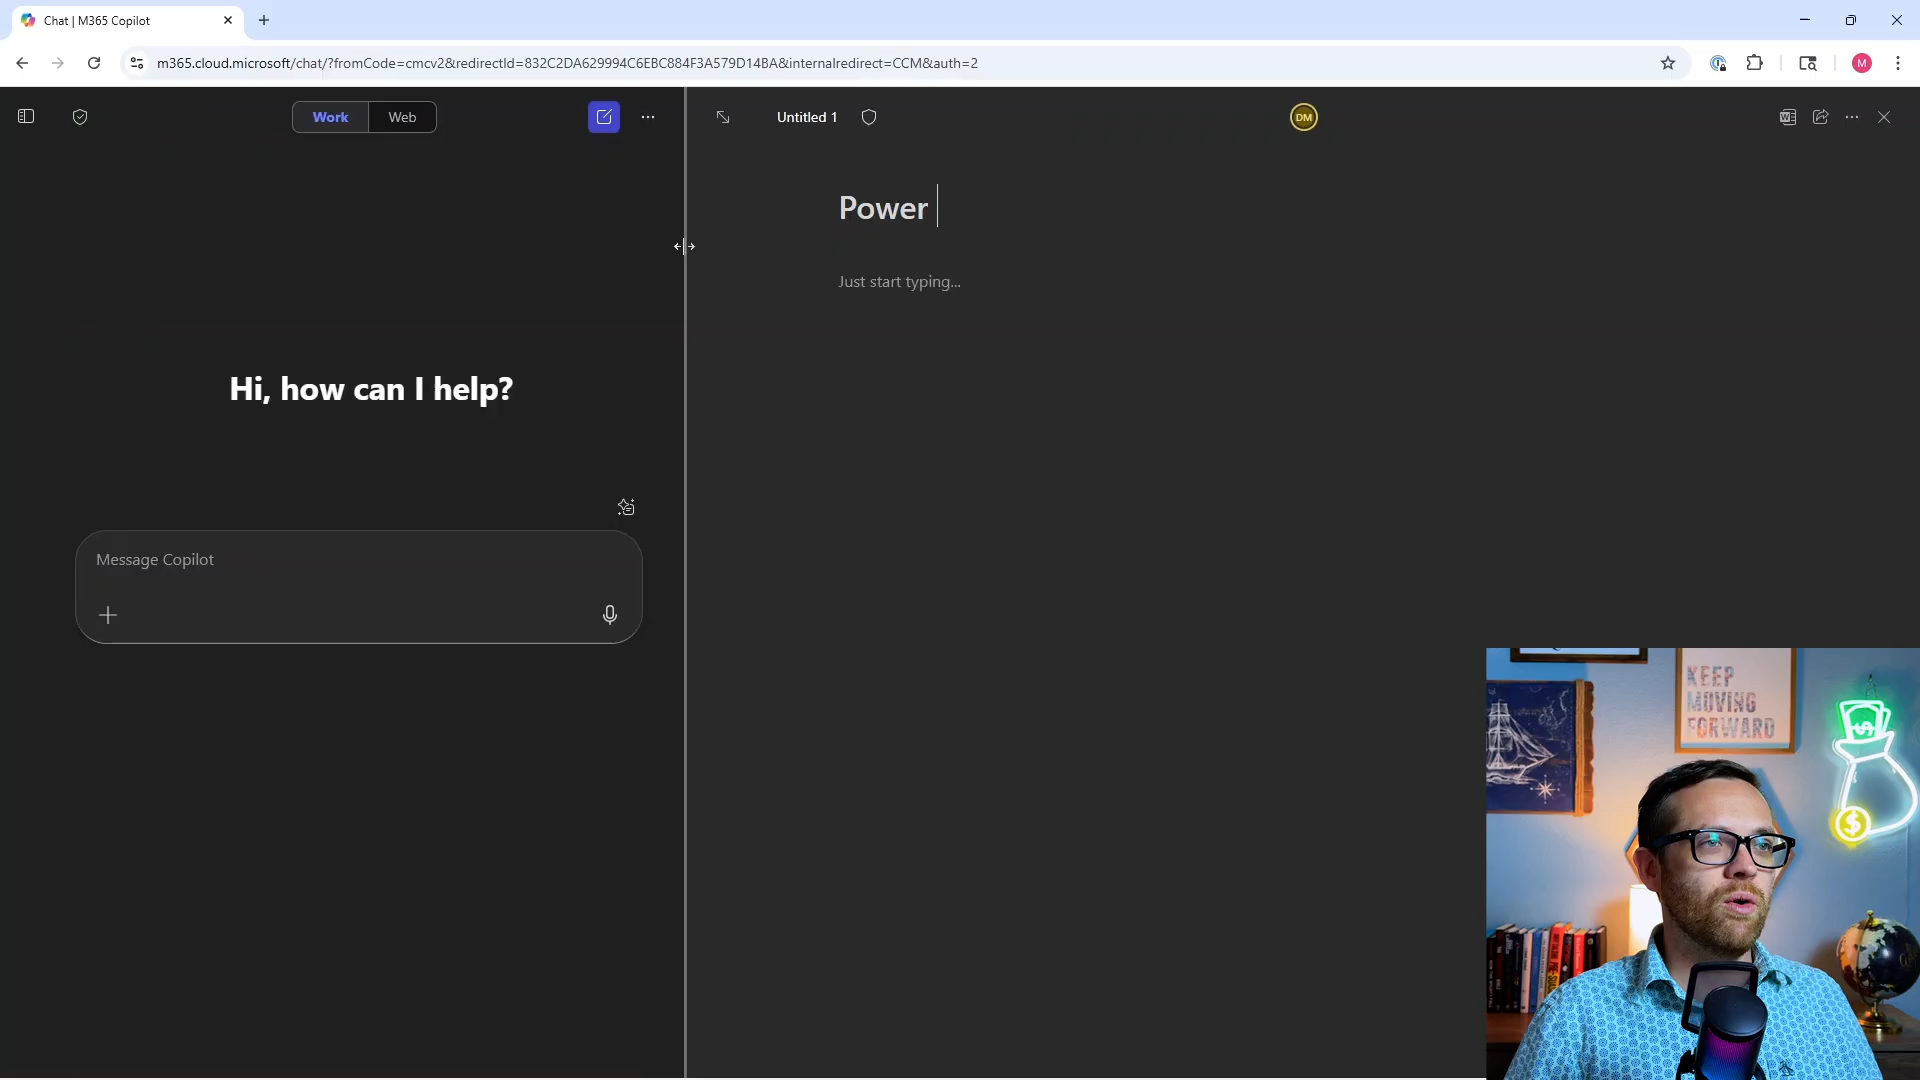 Chat | M365 Copilot
m365.cloud.microsoft/chat/?fromCode=cmcv2&redirectId=832C2DA629994C6EBC884F3A579D14BA&internalredirect=CCM&auth=2
M
Work
Web
Untitled 1
DM
Power
Just start typing...
Hi, how can I help?
Message Copilot
KEEP
MOVING
FORWARD